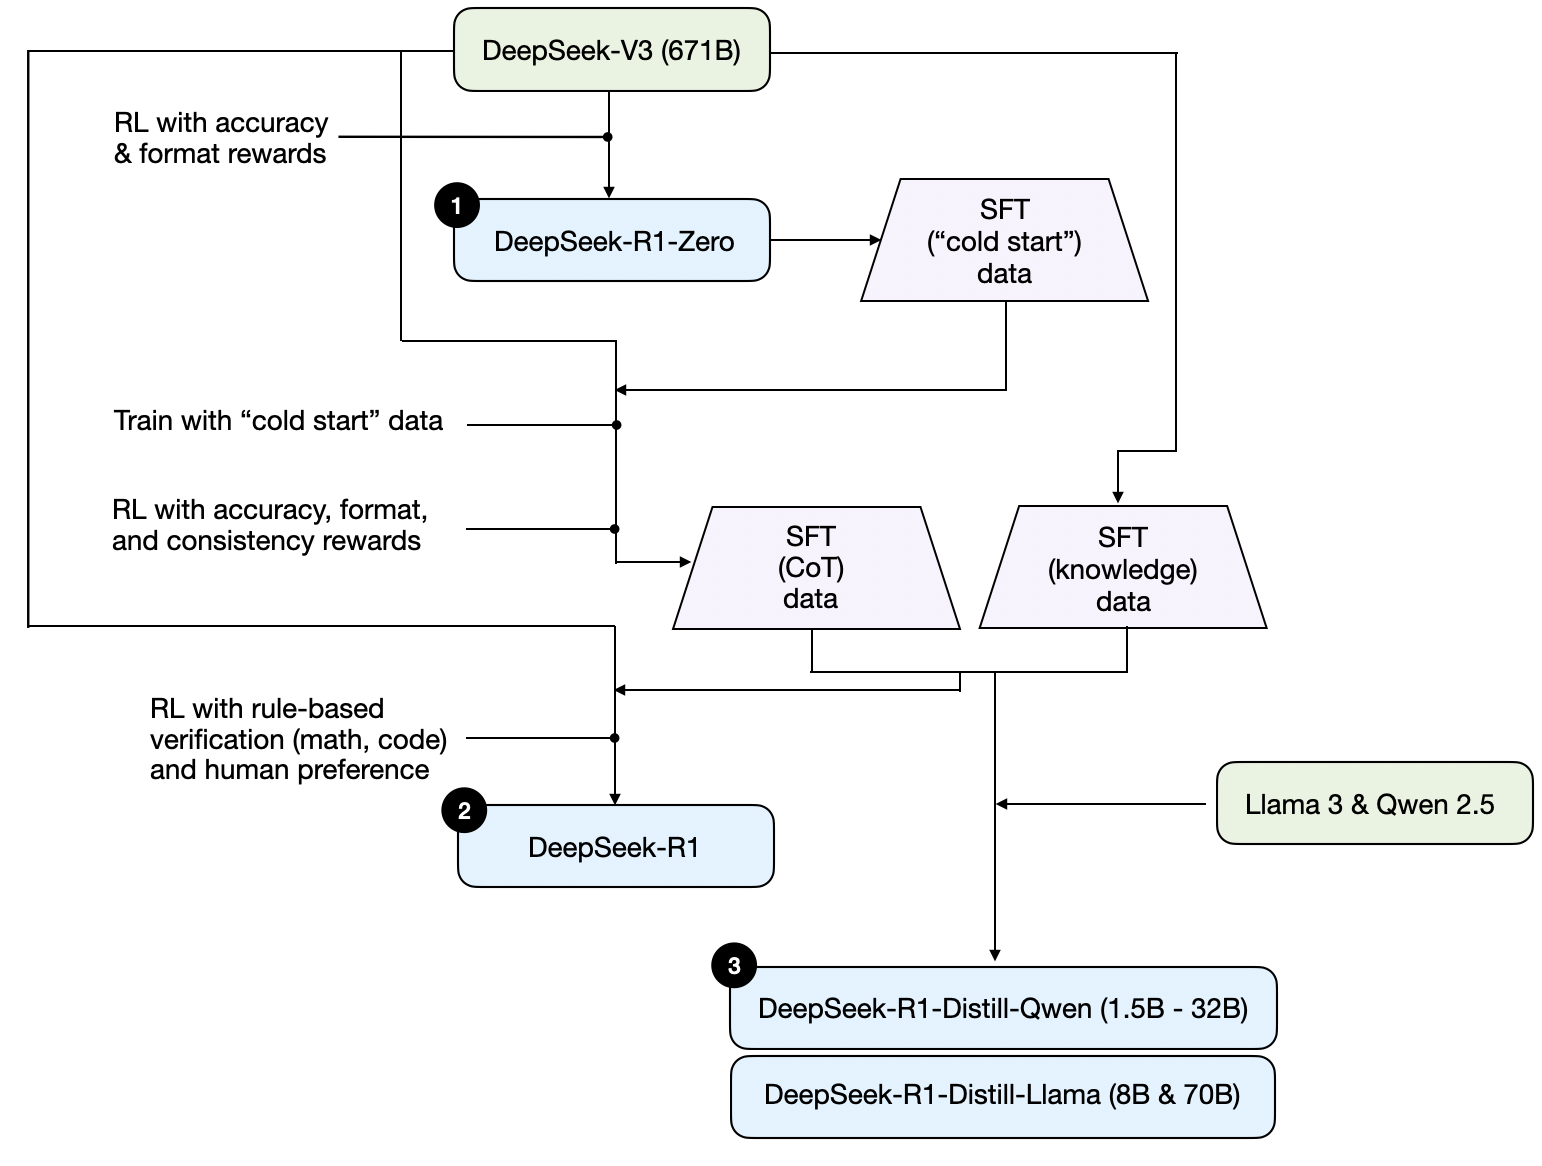 DeepSeek-V3 (671B)
RL with accuracy
& format rewards
1
DeepSeek-R1-Zero
SFT
(“cold start”)
data
Train with “cold start” data
RL with accuracy, format,
and consistency rewards
SFT
(CoT)
data
SFT
(knowledge)
data
RL with rule-based
verification (math, code)
and human preference
2
DeepSeek-R1
Llama 3 & Qwen 2.5
3
DeepSeek-R1-Distill-Qwen (1.5B - 32B)
DeepSeek-R1-Distill-Llama (8B & 70B)